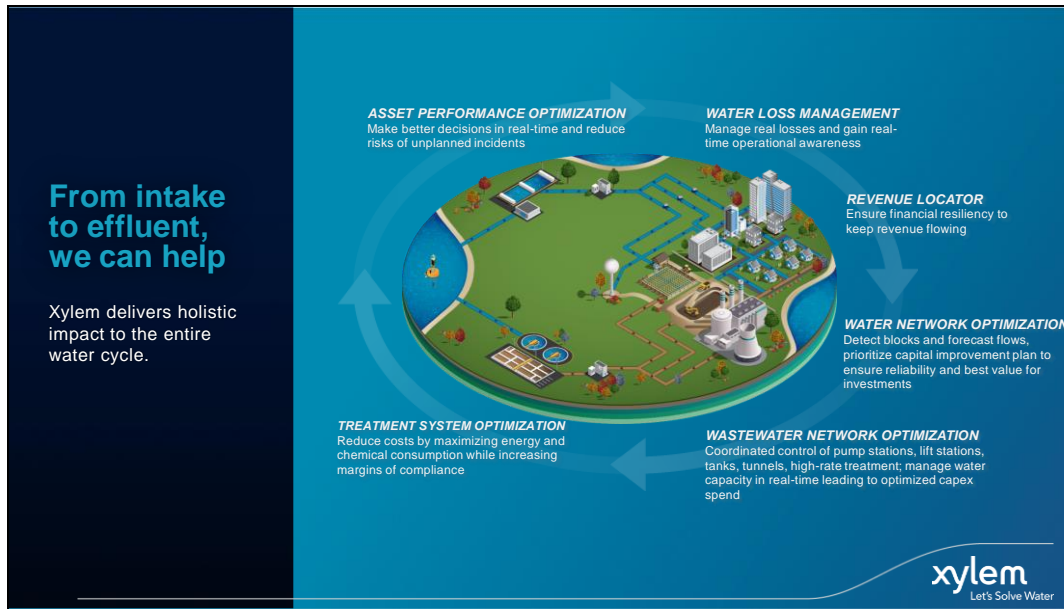 From intake
to effluent,
we can help
Xylem delivers holistic
impact to the entire
water cycle.
ASSET PERFORMANCE OPTIMIZATION
Make better decisions in real-time and reduce
risks of unplanned incidents
WATER LOSS MANAGEMENT
Manage real losses and gain real-
time operational awareness
REVENUE LOCATOR
Ensure financial resiliency to
keep revenue flowing
WATER NETWORK OPTIMIZATION
Detect blocks and forecast flows,
prioritize capital improvement plan to
ensure reliability and best value for
investments
WASTEWATER NETWORK OPTIMIZATION
Coordinated control of pump stations, lift stations,
tanks, tunnels, high-rate treatment; manage water
capacity in real-time leading to optimized capex
spend
TREATMENT SYSTEM OPTIMIZATION
Reduce costs by maximizing energy and
chemical consumption while increasing
margins of compliance
xylem
Let's Solve Water